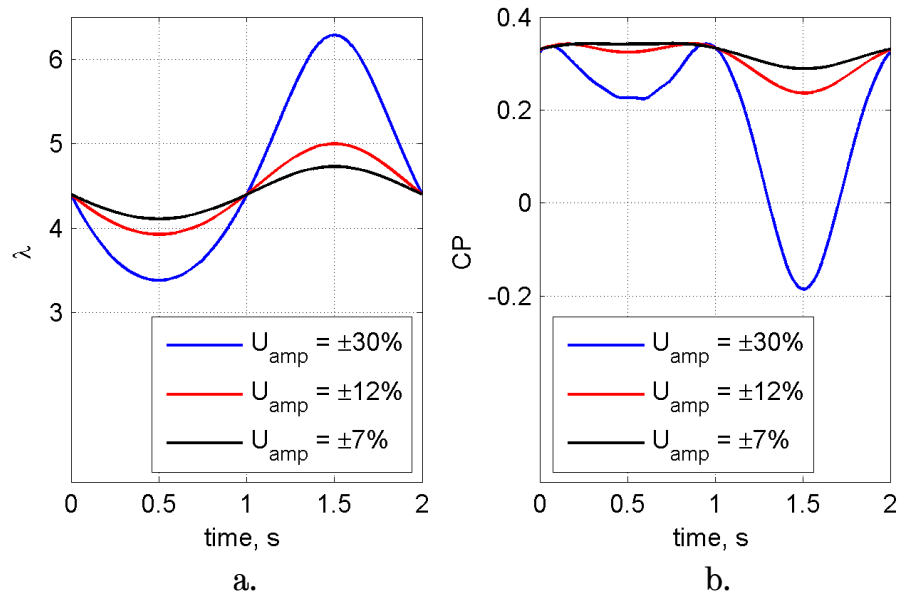 6
5
4
3
λ
0 0.5 1 1.5 2
time, s
U_amp = ±30%
U_amp = ±12%
U_amp = ±7%
a.
0.4
0.2
0
-0.2
CP
0 0.5 1 1.5 2
time, s
U_amp = ±30%
U_amp = ±12%
U_amp = ±7%
b.